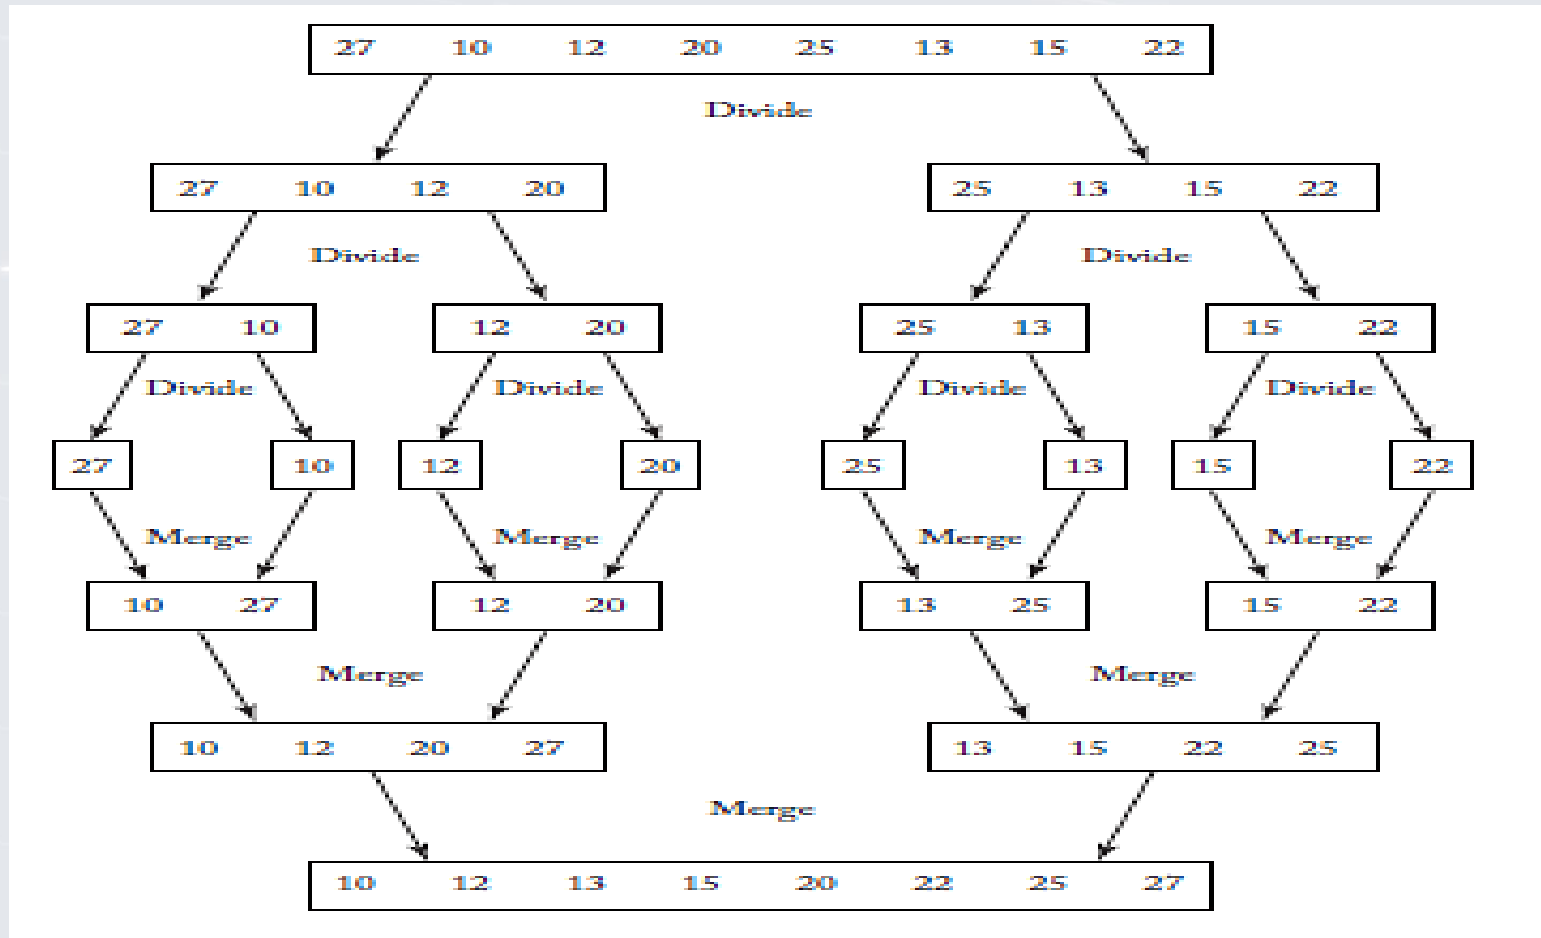 27 10 12 20 25 13 15 22
Divide
27 10 12 20 25 13 15 22
Divide Divide
27 10 12 20 25 13 15 22
Divide Divide Divide Divide
27 10 12 20 25 13 15 22
Merge Merge Merge Merge
10 27 12 20 13 25 15 22
Merge Merge
10 12 20 27 13 15 22 25
Merge
10 12 13 15 20 22 25 27